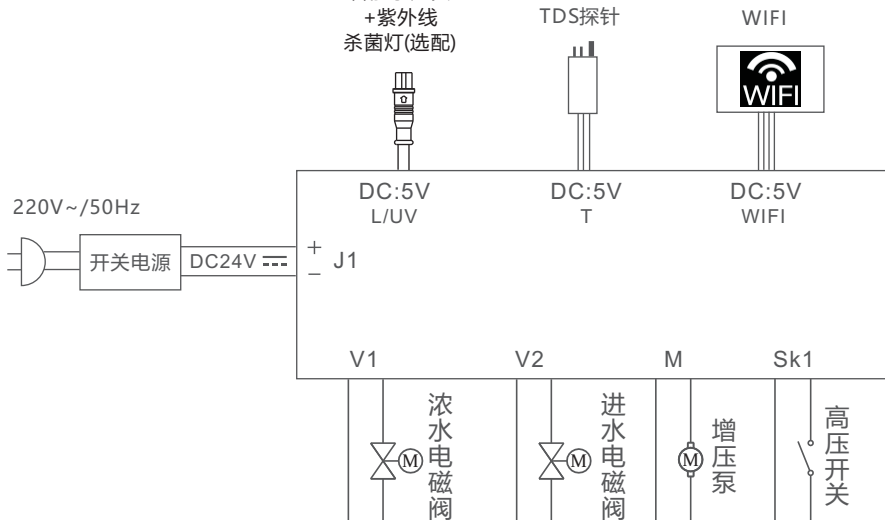 +紫外线
杀菌灯(选配)
TDS探针
WIFI
WIFI
DC:5V
L/UV
DC:5V
T
DC:5V
WIFI
220V~/50Hz
开关电源
DC24V
+
−
J1
V1
V2
M
Sk1
浓水电磁阀
M
进水电磁阀
M
增压泵
M
高压开关